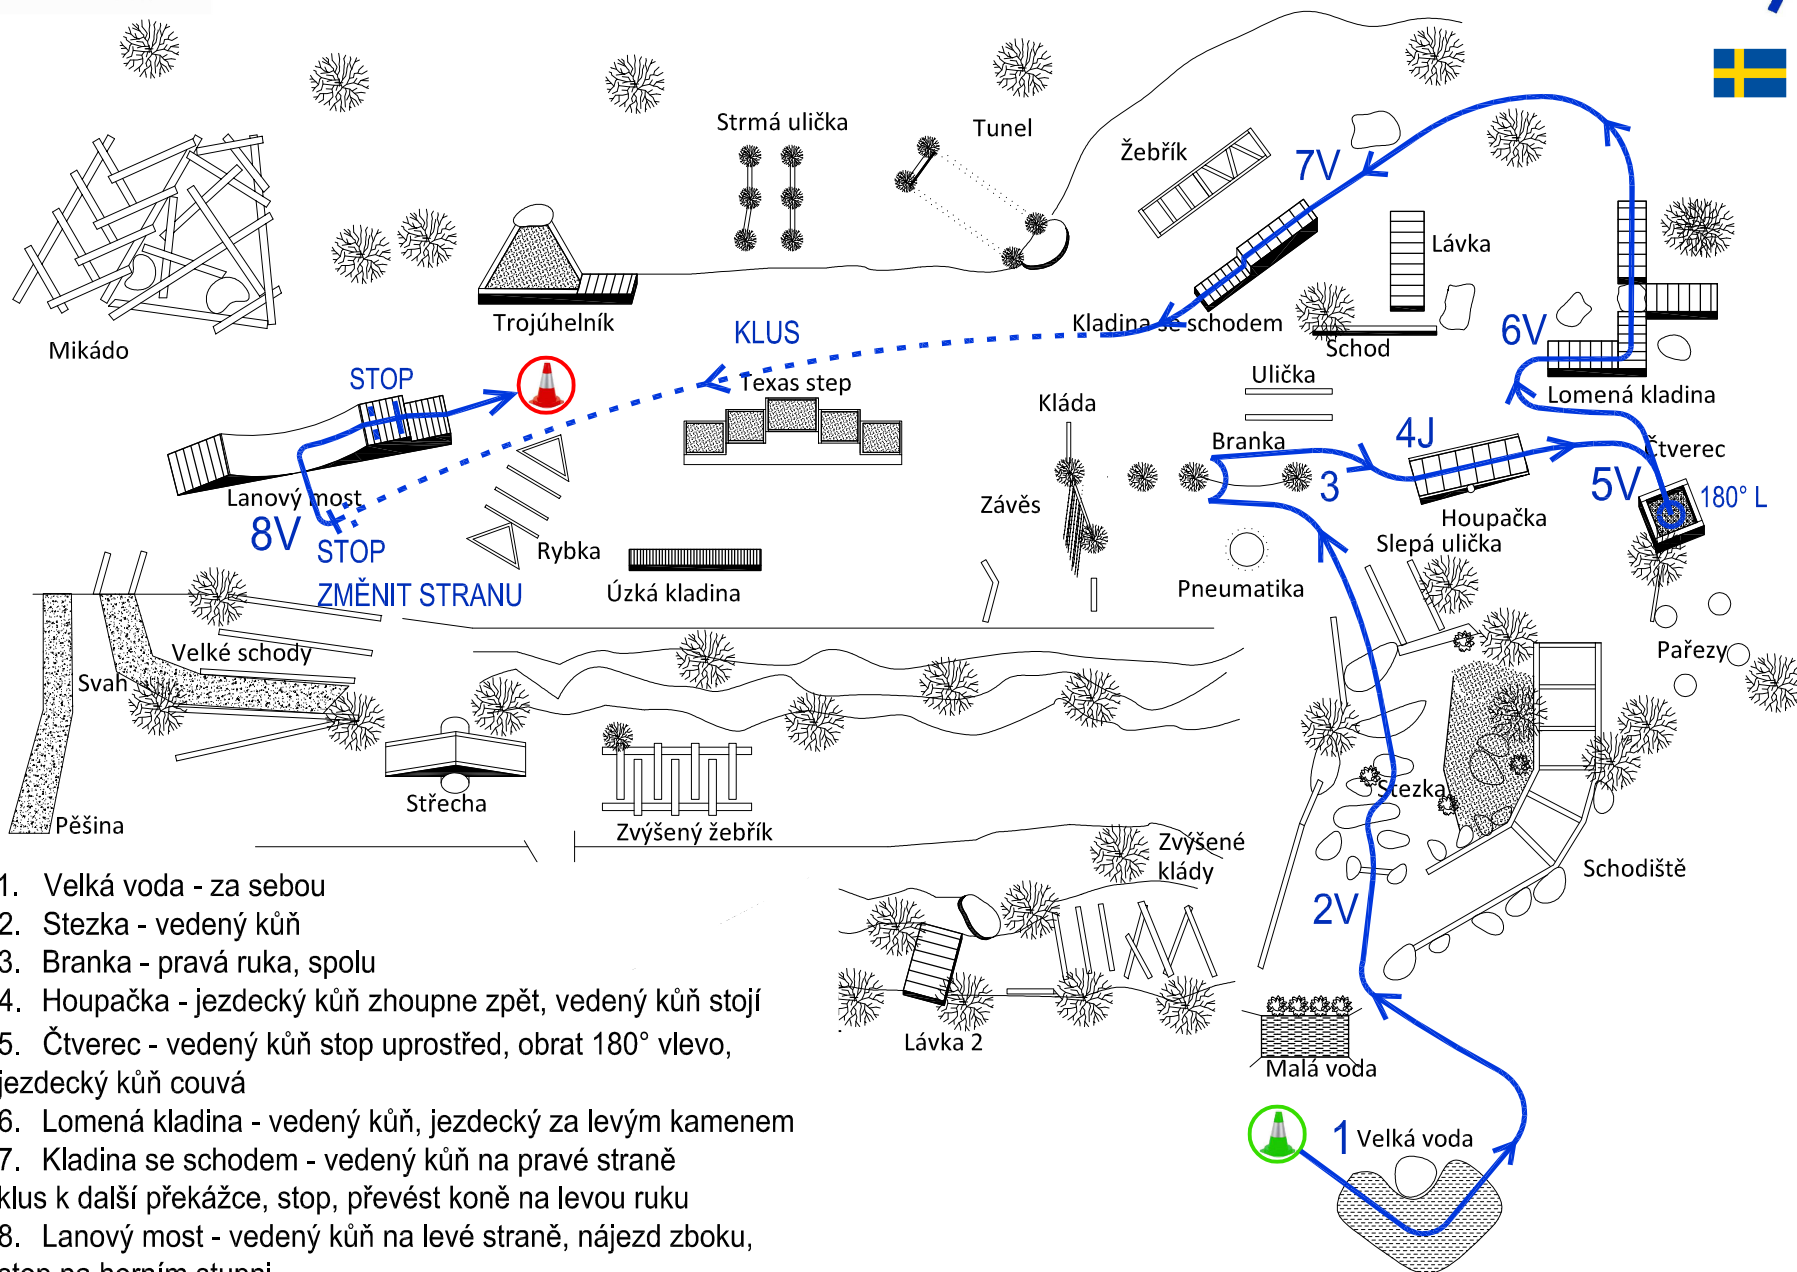 Strmá ulička
Tunel
Žebřík
7V
Lávka
Mikádo
Trojúhelník
KLUS
Kladina se schodem
Schod
6V
STOP
Texas step
Ulička
Lomená kladina
Kláda
Branka
4J
Čtverec
Lanový most
Závěs
3
5V
180° L
8V
STOP
Rybka
Houpačka
Slepá ulička
ZMĚNIT STRANU
Úzká kladina
Pneumatika
Velké schody
Svah
Pařezy
Střecha
Stezka
Pěšina
Zvýšený žebřík
Zvýšené
klády
Schodiště
2V
Lávka 2
Malá voda
1 Velká voda
1. Velká voda - za sebou
2. Stezka - vedený kůň
3. Branka - pravá ruka, spolu
4. Houpačka - jezdecký kůň zhoupne zpět, vedený kůň stojí
5. Čtverec - vedený kůň stop uprostřed, obrat 180° vlevo,
jezdecký kůň couvá
6. Lomená kladina - vedený kůň, jezdecký za levým kamenem
7. Kladina se schodem - vedený kůň na pravé straně
klus k další překážce, stop, převést koně na levou ruku
8. Lanový most - vedený kůň na levé straně, nájezd zboku,
stop na horním stupni